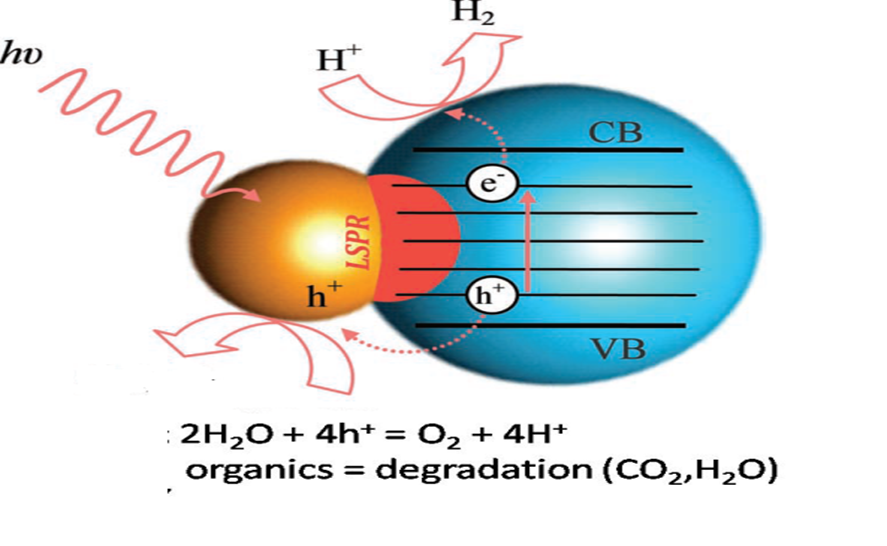 H₂
hυ
H⁺
CB
e⁻
LSPR
h⁺
h⁺
VB
: 2H₂O + 4h⁺ = O₂ + 4H⁺
organics = degradation (CO₂,H₂O)